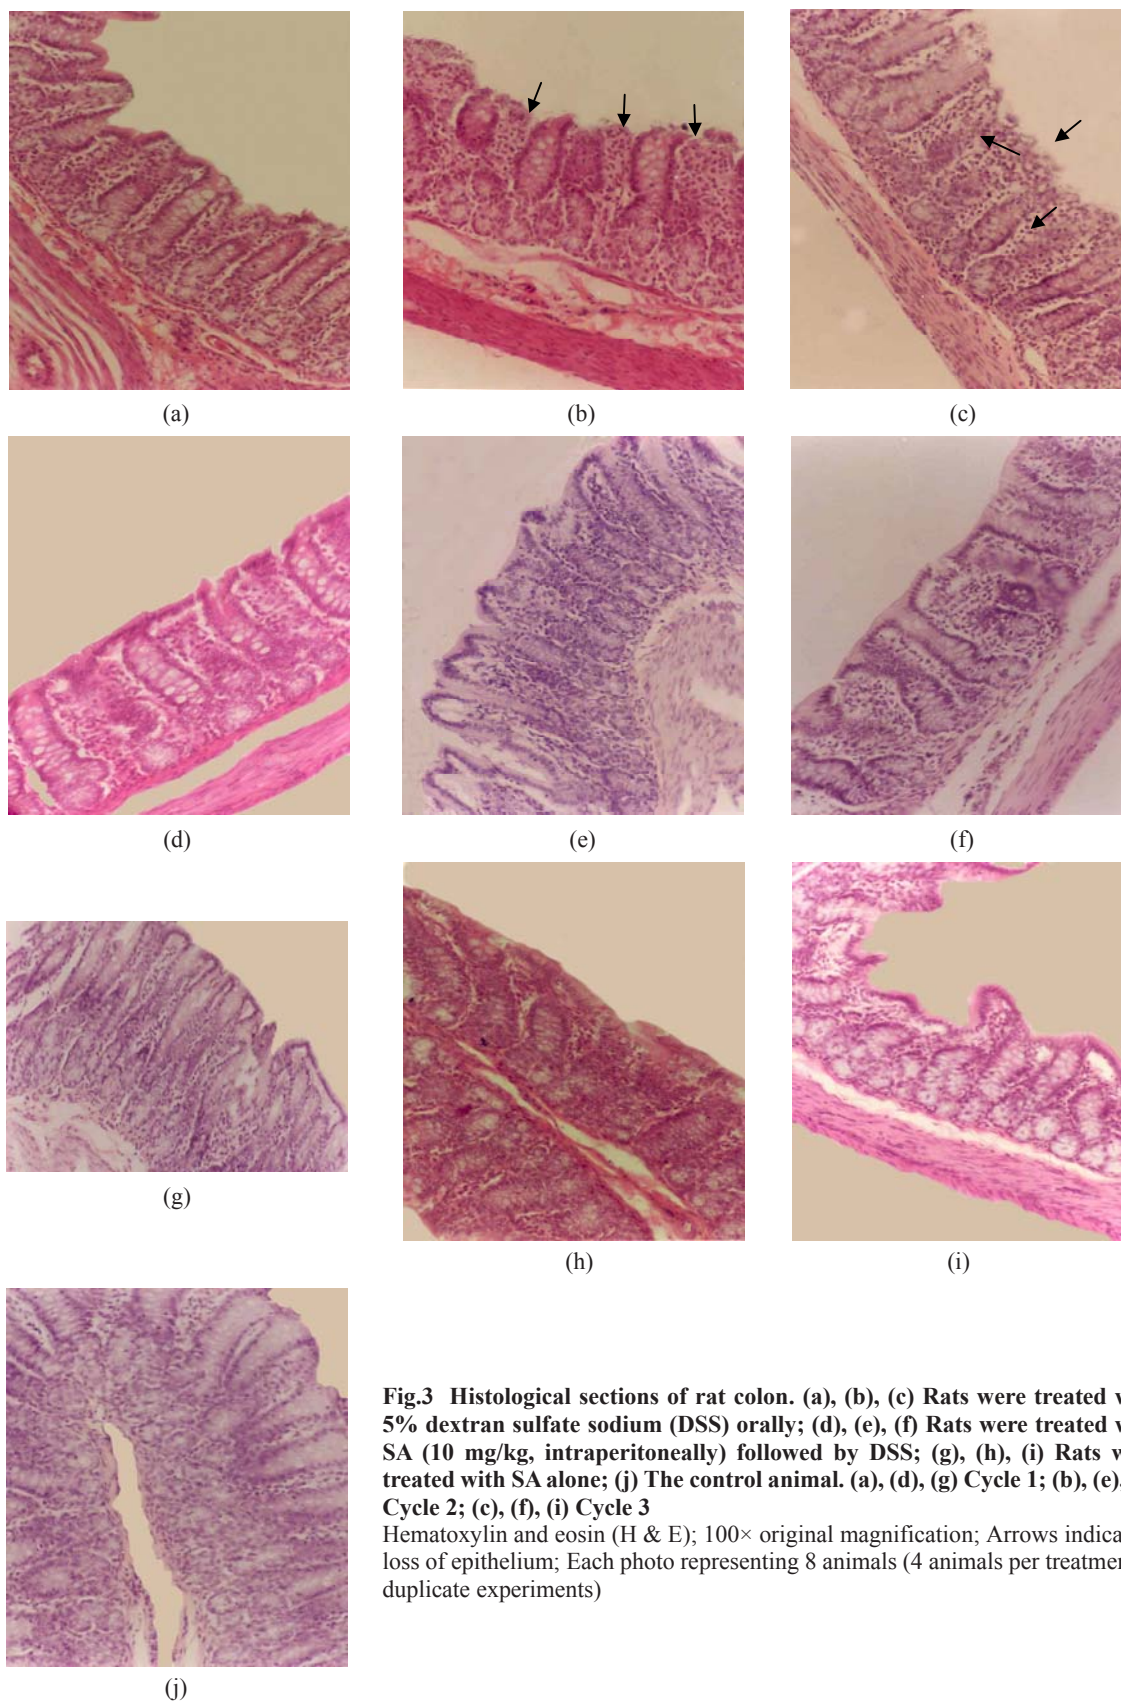 (a)
(b)
(c)
(d)
(e)
(f)
(g)
(h)
(i)
(j)
Fig.3 Histological sections of rat colon. (a), (b), (c) Rats were treated
5% dextran sulfate sodium (DSS) orally; (d), (e), (f) Rats were treated
SA (10 mg/kg, intraperitoneally) followed by DSS; (g), (h), (i) Rats
treated with SA alone; (j) The control animal. (a), (d), (g) Cycle 1; (b), (e),
Cycle 2; (c), (f), (i) Cycle 3
Hematoxylin and eosin (H & E); 100× original magnification; Arrows
loss of epithelium; Each photo representing 8 animals (4 animals per
duplicate experiments)